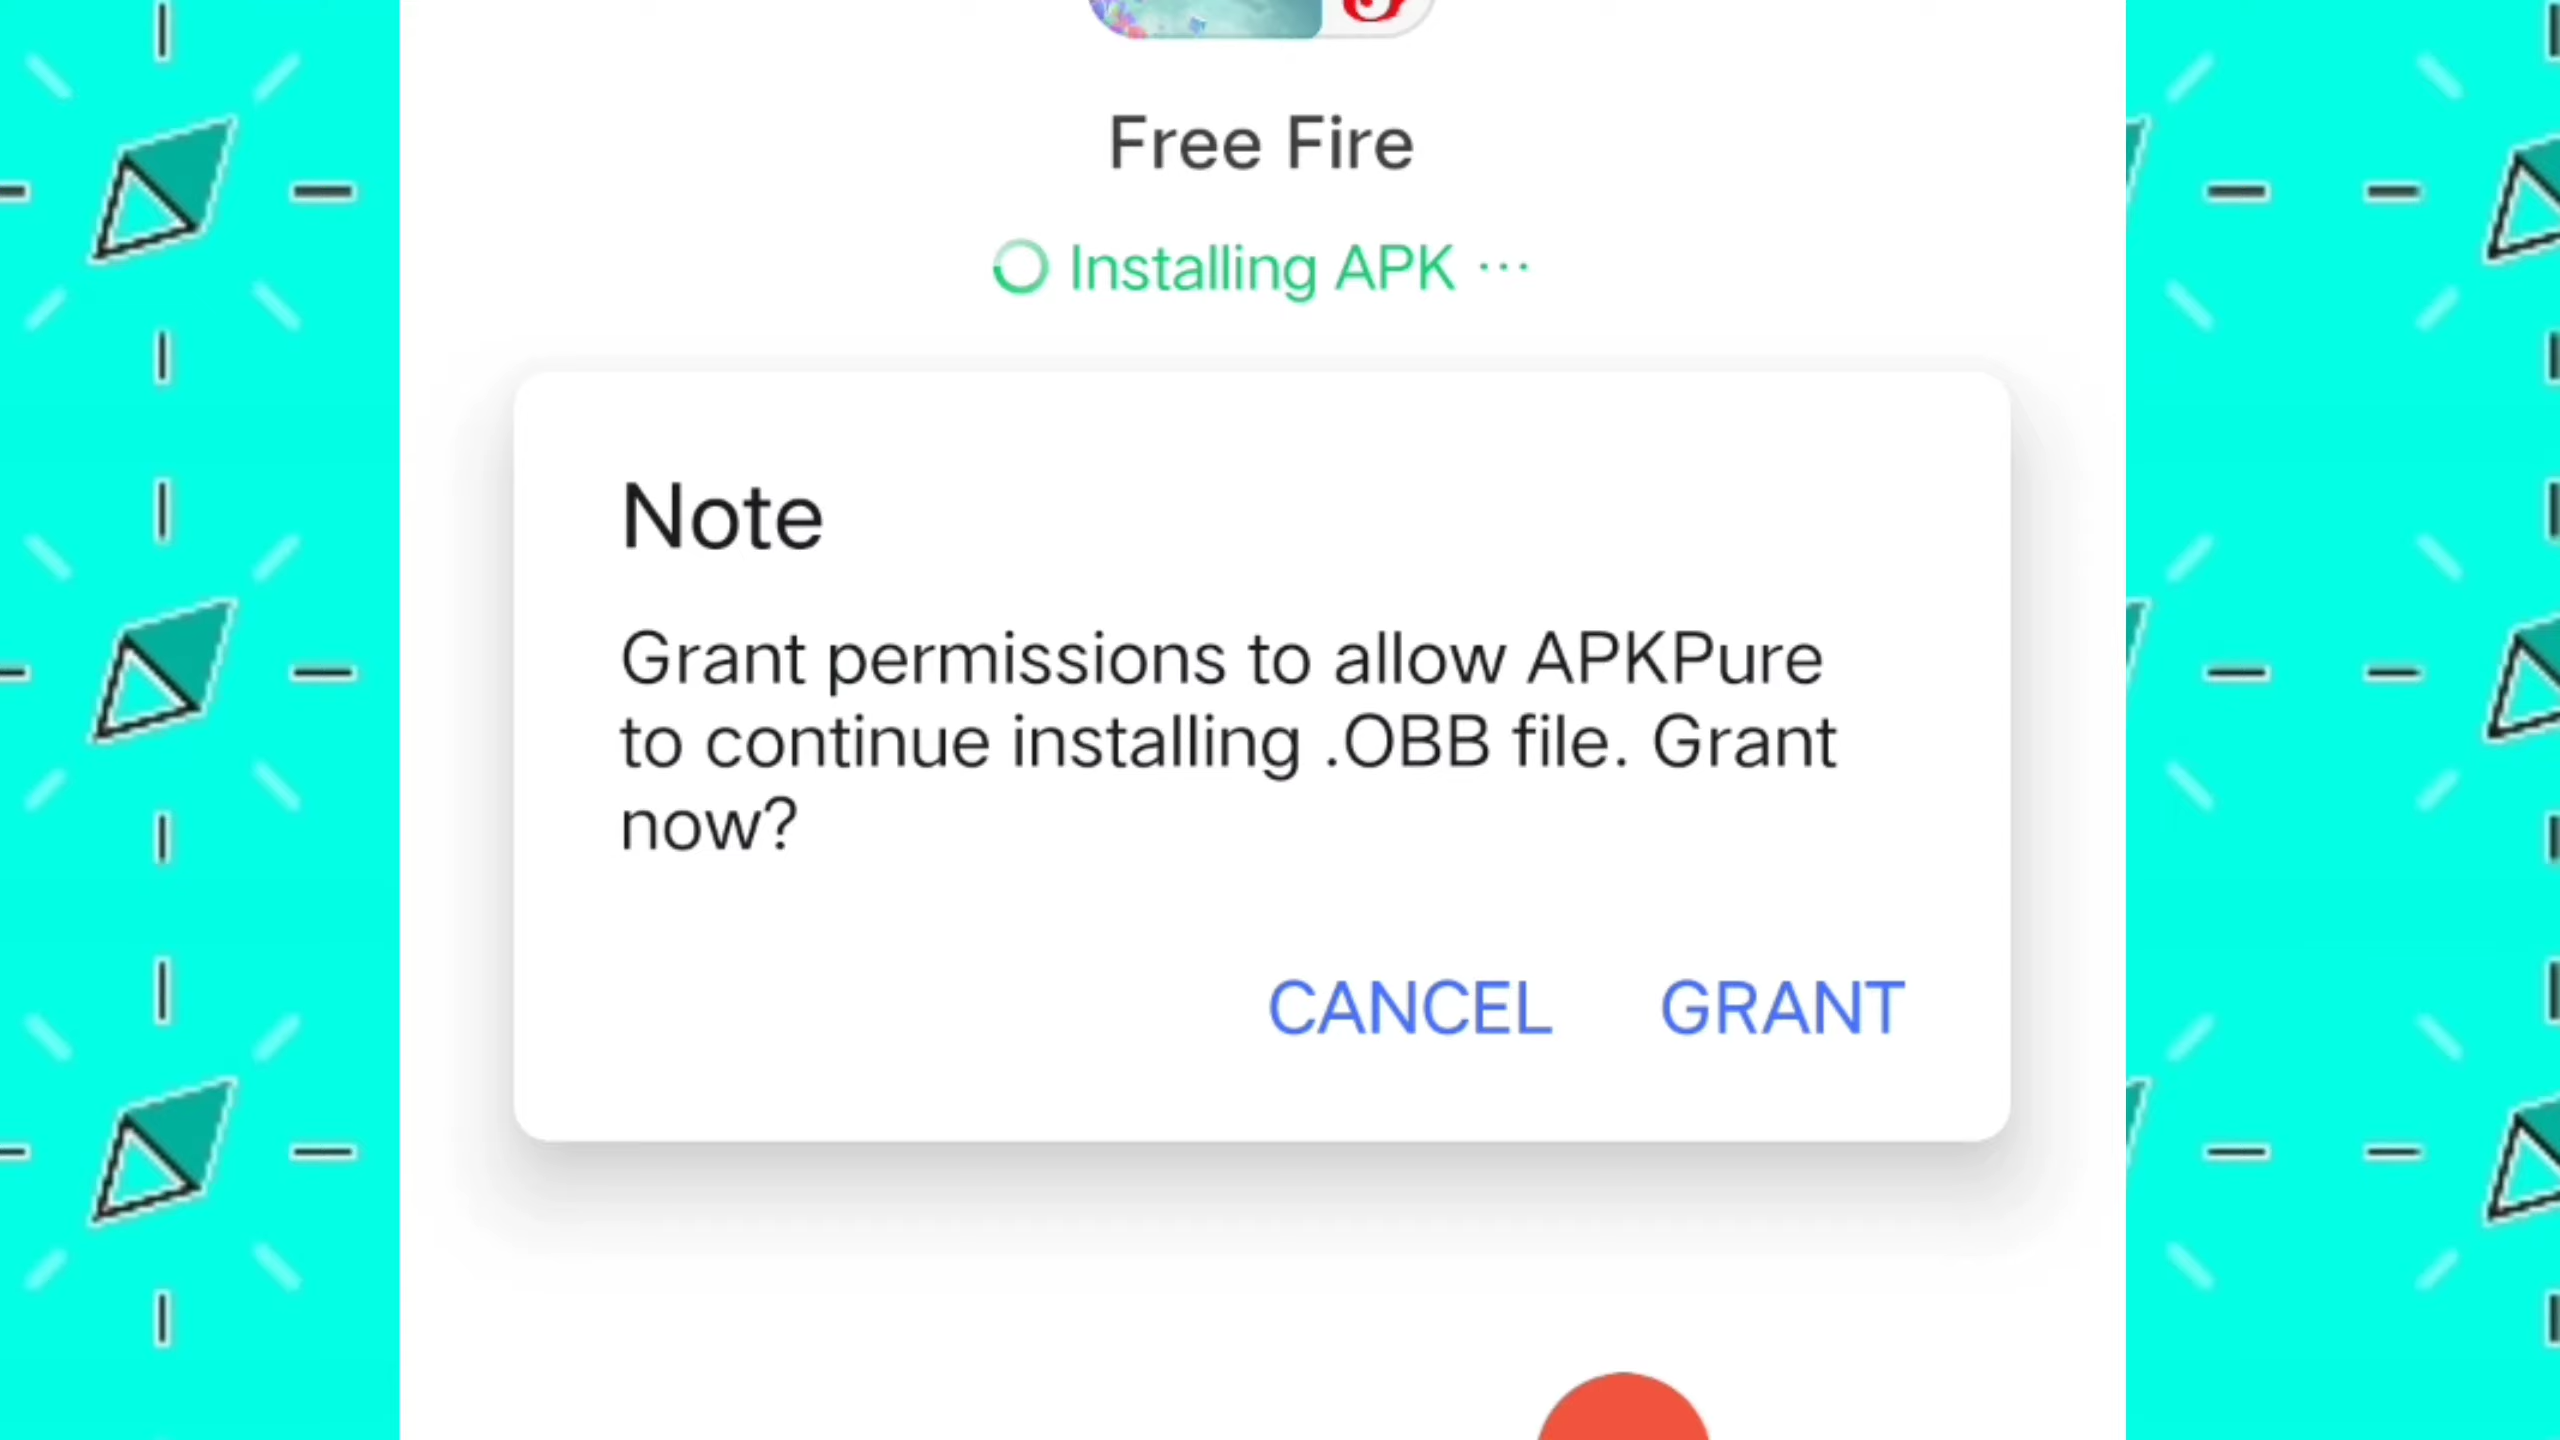 Free Fire
Installing APK ···
Note
Grant permissions to allow APKPure
to continue installing .OBB file. Grant
now?
CANCEL GRANT